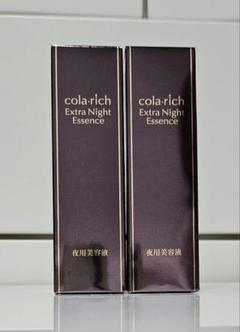 cola·rich
Extra Night
Essence
夜用美容液
cola·rich
Extra Night
Essence
夜用美容液